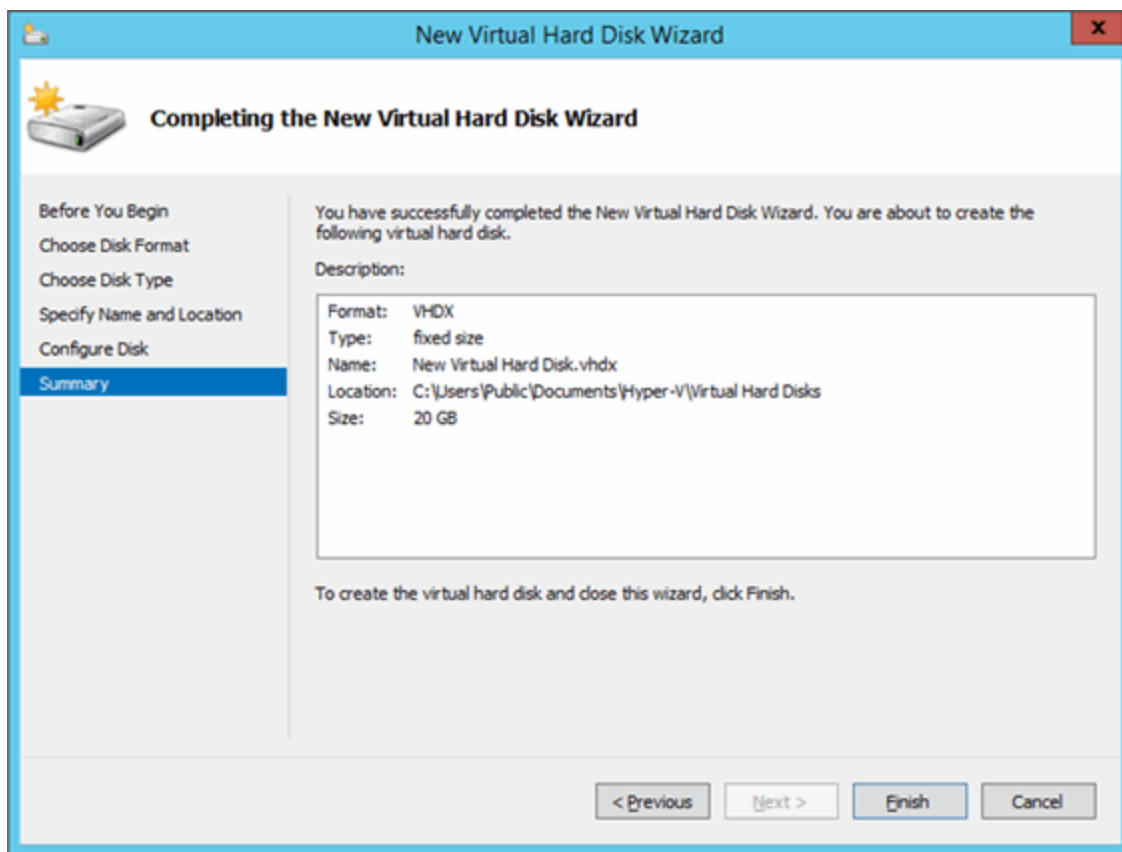 New Virtual Hard Disk Wizard
x
Completing the New Virtual Hard Disk Wizard
Before You Begin
Choose Disk Format
Choose Disk Type
Specify Name and Location
Configure Disk
Summary
You have successfully completed the New Virtual Hard Disk Wizard. You are about to create the
following virtual hard disk.
Description:
Format: VHDX
Type: fixed size
Name: New Virtual Hard Disk.vhdx
Location: C:\Users\Public\Documents\Hyper-V\Virtual Hard Disks
Size: 20 GB
To create the virtual hard disk and close this wizard, click Finish.
< Previous
Next >
Finish
Cancel